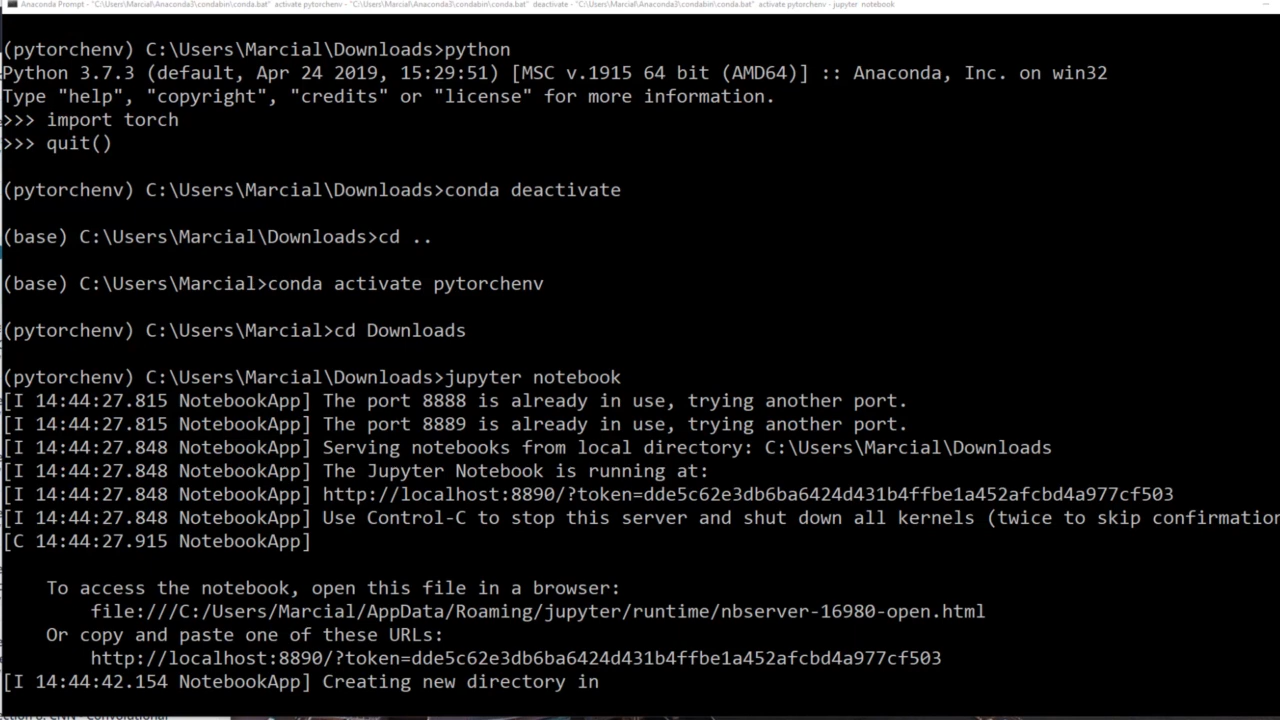 Anaconda Prompt - "C:\Users\Marcial\Anaconda3\condabin\conda.bat" activate pytorchenv - "C:\Users\Marcial\Anaconda3\condabin\conda.bat" deactivate - "C:\Users\Marcial\Anaconda3\condabin\conda.bat" activate pytorchenv - jupyter notebook
(pytorchenv) C:\Users\Marcial\Downloads>python
Python 3.7.3 (default, Apr 24 2019, 15:29:51) [MSC v.1915 64 bit (AMD64)] :: Anaconda, Inc. on win32
Type "help", "copyright", "credits" or "license" for more information.
>>> import torch
>>> quit()
(pytorchenv) C:\Users\Marcial\Downloads>conda deactivate
(base) C:\Users\Marcial\Downloads>cd ..
(base) C:\Users\Marcial>conda activate pytorchenv
(pytorchenv) C:\Users\Marcial>cd Downloads
(pytorchenv) C:\Users\Marcial\Downloads>jupyter notebook
[I 14:44:27.815 NotebookApp] The port 8888 is already in use, trying another port.
[I 14:44:27.815 NotebookApp] The port 8889 is already in use, trying another port.
[I 14:44:27.848 NotebookApp] Serving notebooks from local directory: C:\Users\Marcial\Downloads
[I 14:44:27.848 NotebookApp] The Jupyter Notebook is running at:
[I 14:44:27.848 NotebookApp] http://localhost:8890/?token=dde5c62e3db6ba6424d431b4ffbe1a452afcbd4a977cf503
[I 14:44:27.848 NotebookApp] Use Control-C to stop this server and shut down all kernels (twice to skip confirmation
[C 14:44:27.915 NotebookApp]
To access the notebook, open this file in a browser:
file:///C:/Users/Marcial/AppData/Roaming/jupyter/runtime/nbserver-16980-open.html
Or copy and paste one of these URLs:
http://localhost:8890/?token=dde5c62e3db6ba6424d431b4ffbe1a452afcbd4a977cf503
[I 14:44:42.154 NotebookApp] Creating new directory in